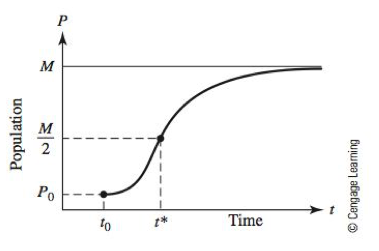 P
M
Population
M
2
P₀
t₀
t*
Time
t
© Cengage Learning